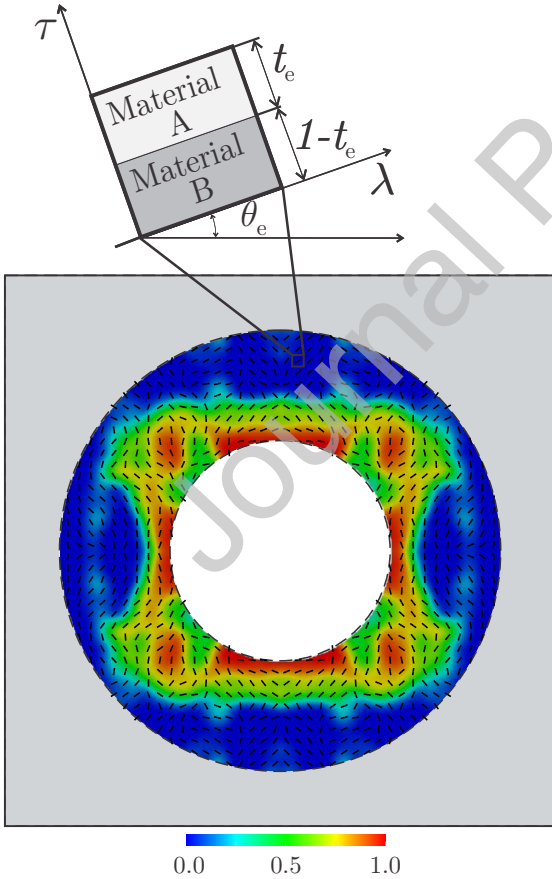 τ
t_e
Material
A
1-t_e
Material
B
λ
θ_e
Journal P
0.0 0.5 1.0